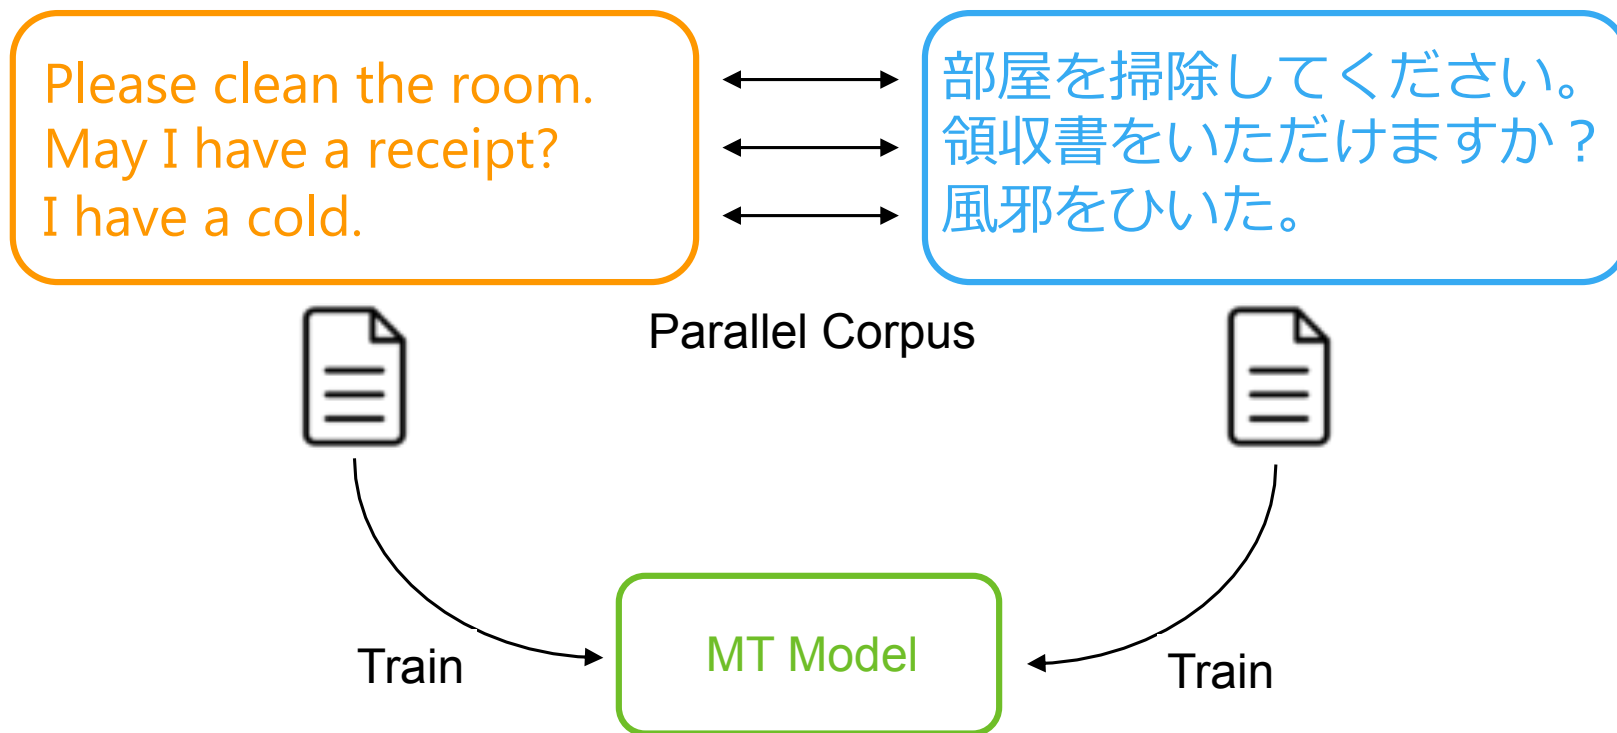 Please clean the room.
May I have a receipt?
I have a cold.
部屋を掃除してください。
領収書をいただけますか？
風邪をひいた。
Parallel Corpus
Train
MT Model
Train